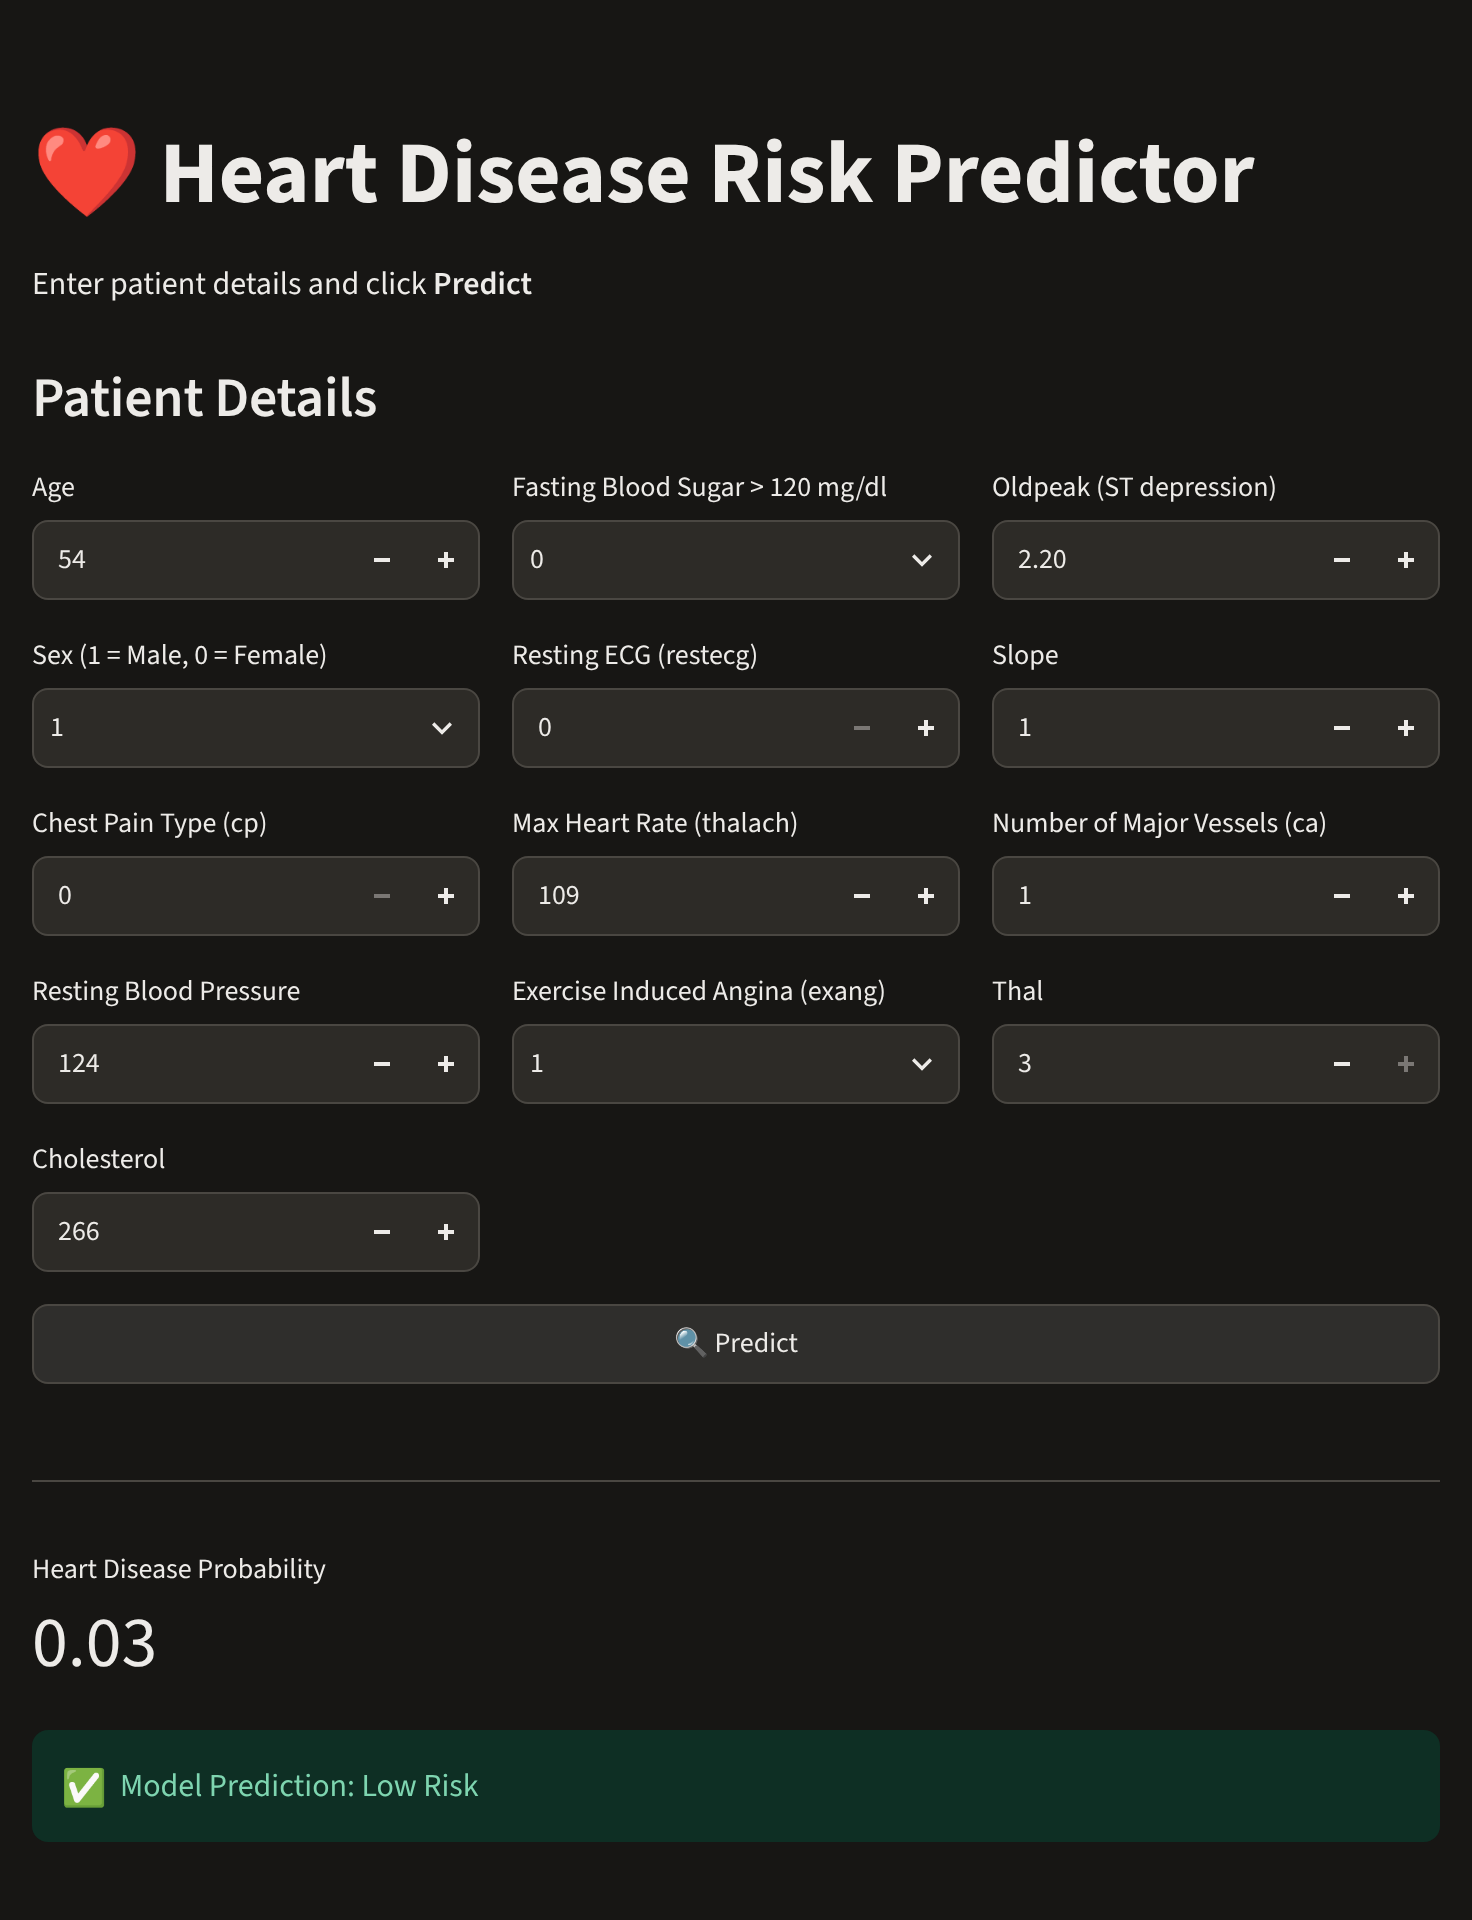 ❤️ Heart Disease Risk Predictor
Enter patient details and click Predict
Patient Details
Age
54
Sex (1 = Male, 0 = Female)
1
Chest Pain Type (cp)
0
Resting Blood Pressure
124
Cholesterol
266
Fasting Blood Sugar > 120 mg/dl
0
Resting ECG (restecg)
0
Max Heart Rate (thalach)
109
Exercise Induced Angina (exang)
1
Oldpeak (ST depression)
2.20
Slope
1
Number of Major Vessels (ca)
1
Thal
3
🔍 Predict
Heart Disease Probability
0.03
✅ Model Prediction: Low Risk